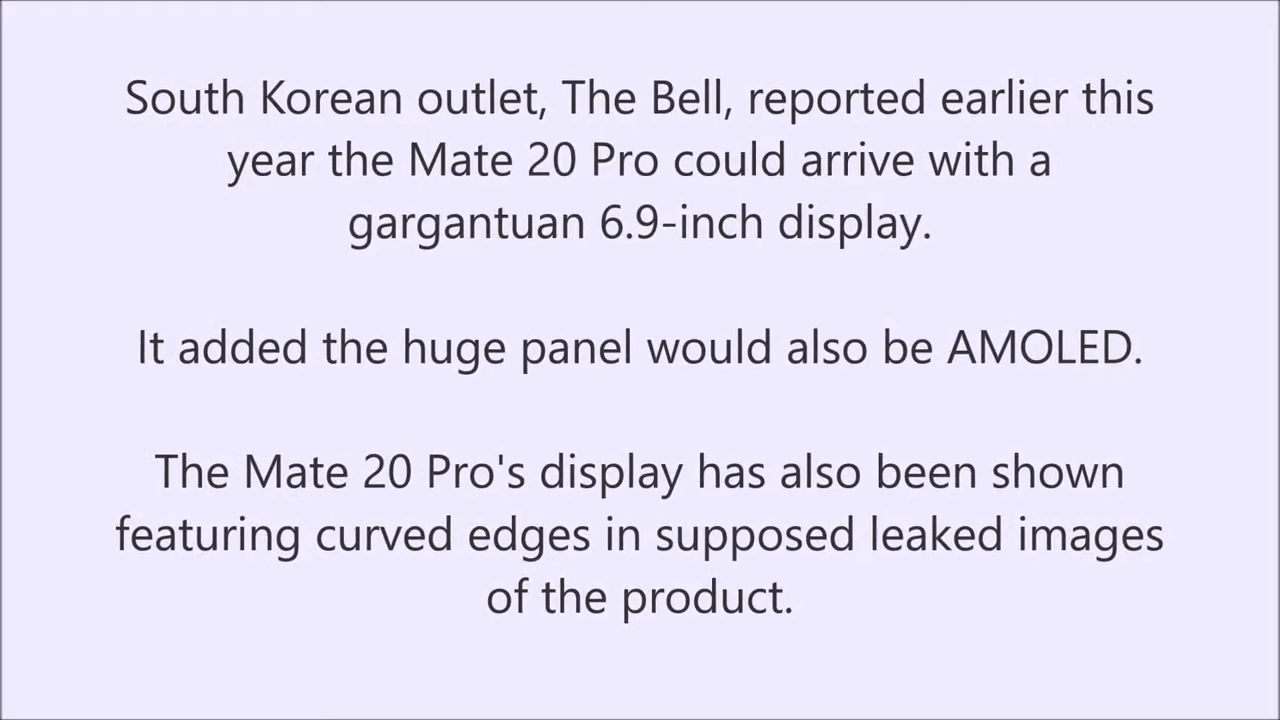 South Korean outlet, The Bell, reported earlier this
year the Mate 20 Pro could arrive with a
gargantuan 6.9-inch display.
It added the huge panel would also be AMOLED.
The Mate 20 Pro's display has also been shown
featuring curved edges in supposed leaked images
of the product.